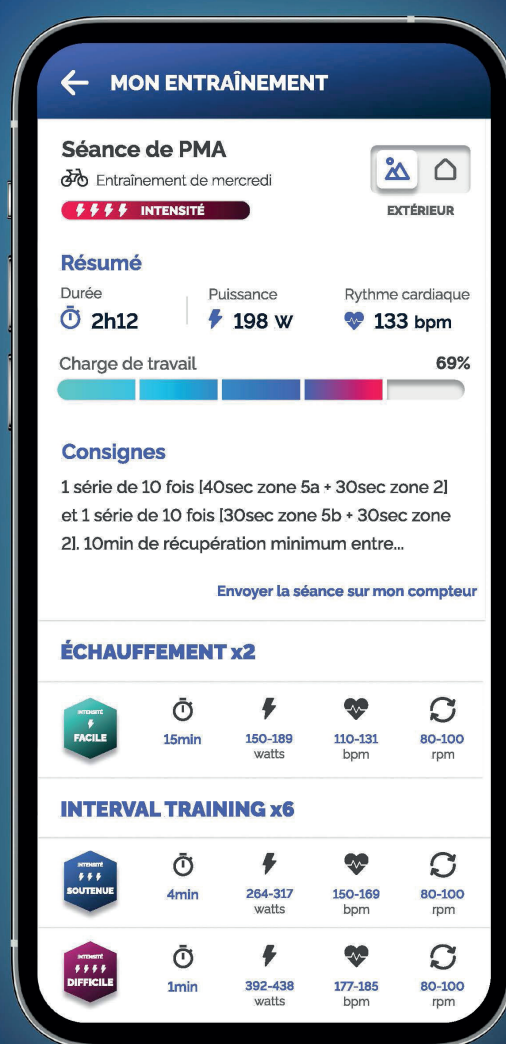 MON ENTRAÎNEMENT
Séance de PMA
Entraînement de mercredi
INTENSITÉ
EXTÉRIEUR
Résumé
Durée Puissance Rythme cardiaque
2h12 198 W 133 bpm
Charge de travail 69%
Consignes
1 série de 10 fois [40sec zone 5a + 30sec zone 2]
et 1 série de 10 fois [30sec zone 5b + 30sec zone
2]. 10min de récupération minimum entre...
Envoyer la séance sur mon compteur
ÉCHAUFFEMENT x2
INTENSITÉ
FACILE
15min 150-189 110-131 80-100
watts bpm rpm
INTERVAL TRAINING x6
INTENSITÉ
SOUTENUE
4min 264-317 150-169 80-100
watts bpm rpm
INTENSITÉ
DIFFICILE
1min 392-438 177-185 80-100
watts bpm rpm